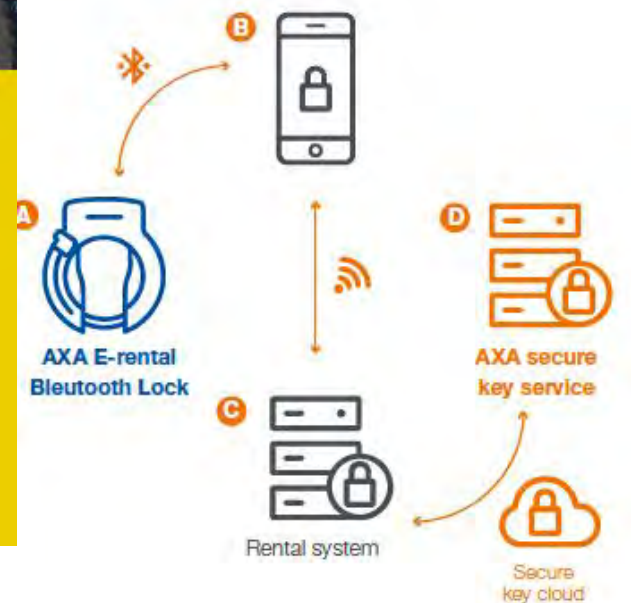 B
A
D
AXA E-rental
Bleutooth Lock
AXA secure
key service
C
Rental system
Secure
key cloud